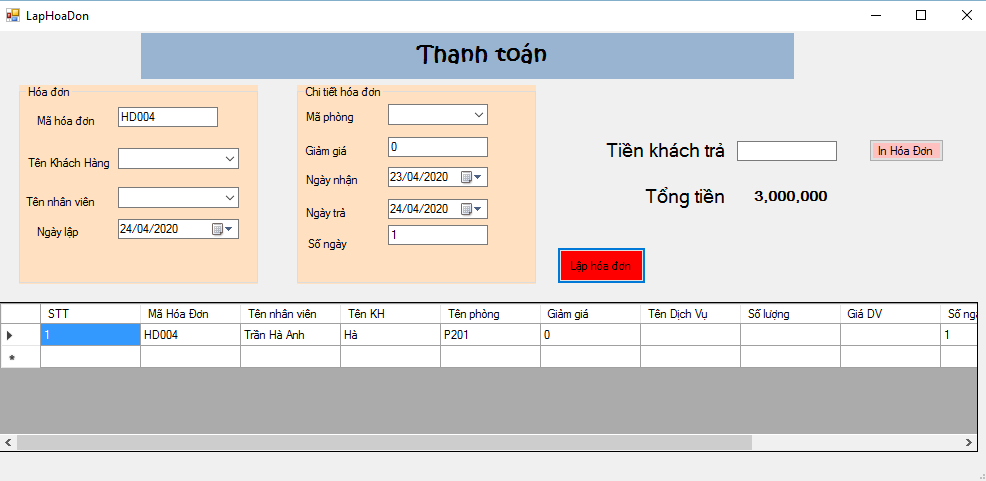 LapHoaDon
Thanh toán
Hóa đơn
Mã hóa đơn HD004
Tên Khách Hàng
Tên nhân viên
Ngày lập 24/04/2020
Chi tiết hóa đơn
Mã phòng
Giảm giá 0
Ngày nhận 23/04/2020
Ngày trả 24/04/2020
Số ngày 1
Tiền khách trả In Hóa Đơn
Tổng tiền 3,000,000
Lập hóa đơn
STT Mã Hóa Đơn Tên nhân viên Tên KH Tên phòng Giảm giá Tên Dịch Vụ Số lượng Giá DV Số ngà
1 HD004 Trần Hà Anh Hà P201 0 1